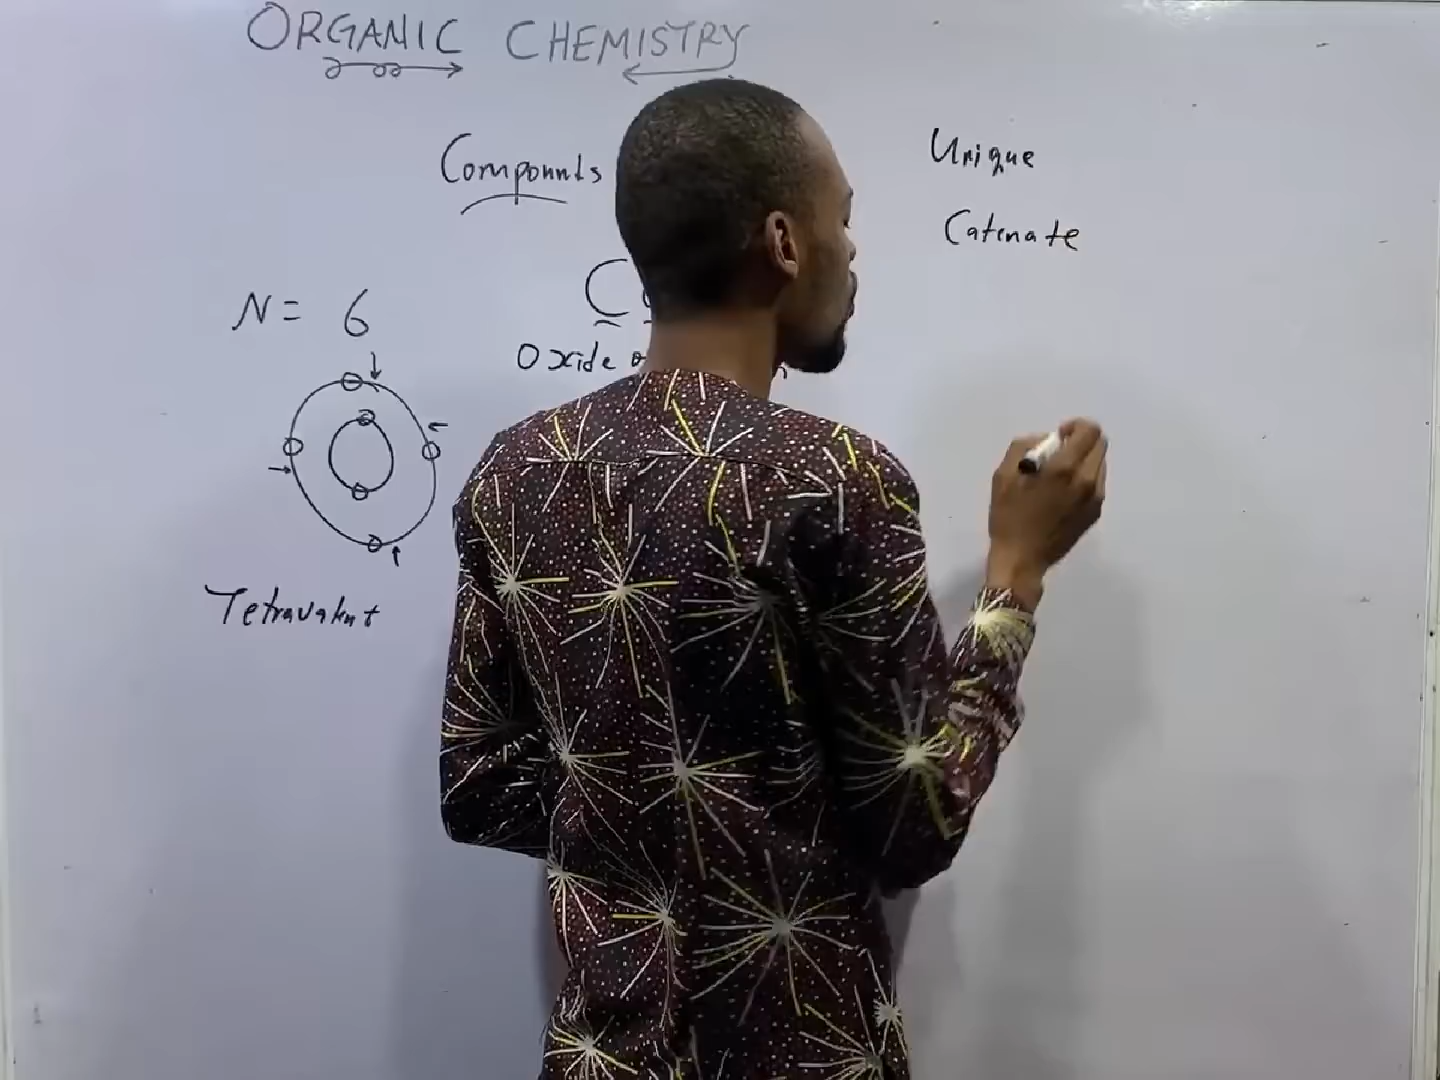 ORGANIC CHEMISTRY
Compounds
Unique
Catenate
C
N = 6
Oxide
Tetravalent